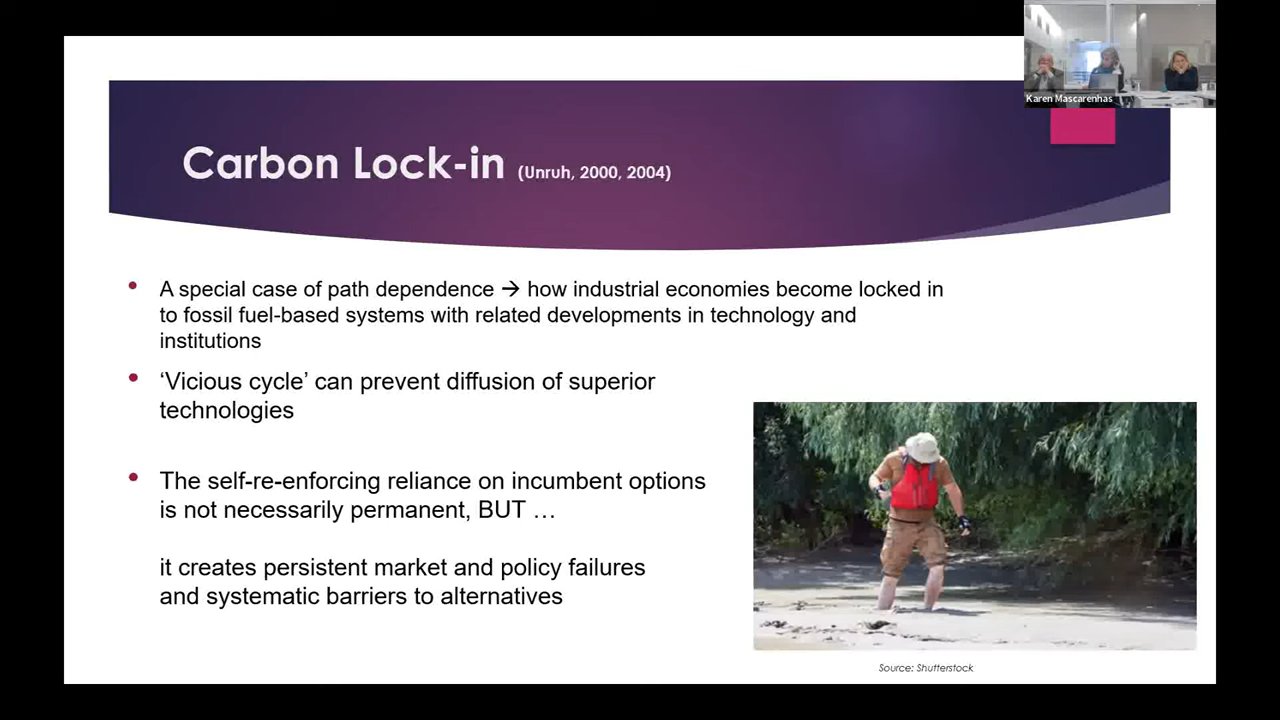 Karen Mascarenhas
Carbon Lock-in (Unruh, 2000, 2004)
• A special case of path dependence → how industrial economies become locked in
to fossil fuel-based systems with related developments in technology and
institutions
• ‘Vicious cycle’ can prevent diffusion of superior
technologies
• The self-re-enforcing reliance on incumbent options
is not necessarily permanent, BUT …
it creates persistent market and policy failures
and systematic barriers to alternatives
Source: Shutterstock